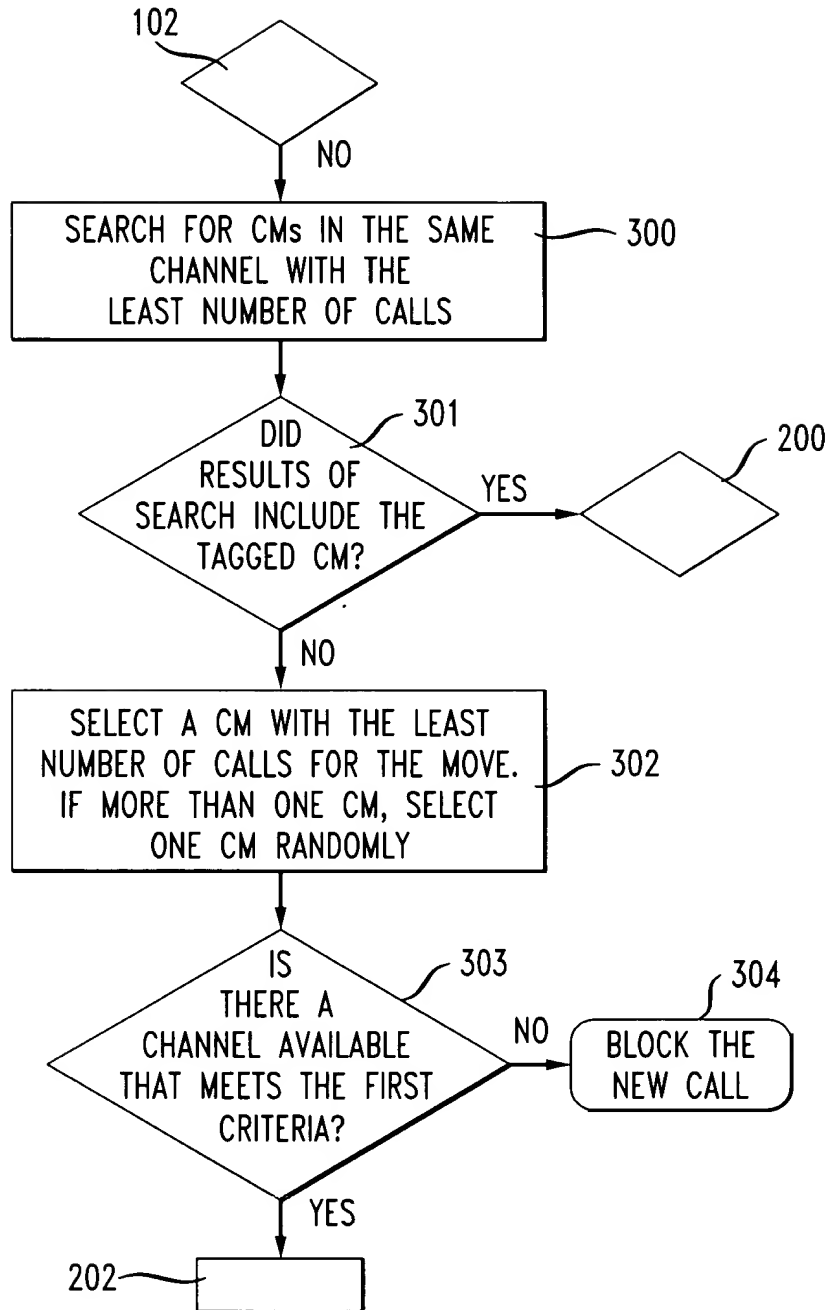 102
NO
SEARCH FOR CMs IN THE SAME
CHANNEL WITH THE
LEAST NUMBER OF CALLS
300
DID
RESULTS OF
SEARCH INCLUDE THE
TAGGED CM?
301
YES
200
NO
SELECT A CM WITH THE LEAST
NUMBER OF CALLS FOR THE MOVE.
IF MORE THAN ONE CM, SELECT
ONE CM RANDOMLY
302
IS
THERE A
CHANNEL AVAILABLE
THAT MEETS THE FIRST
CRITERIA?
303
NO
304
BLOCK THE
NEW CALL
YES
202